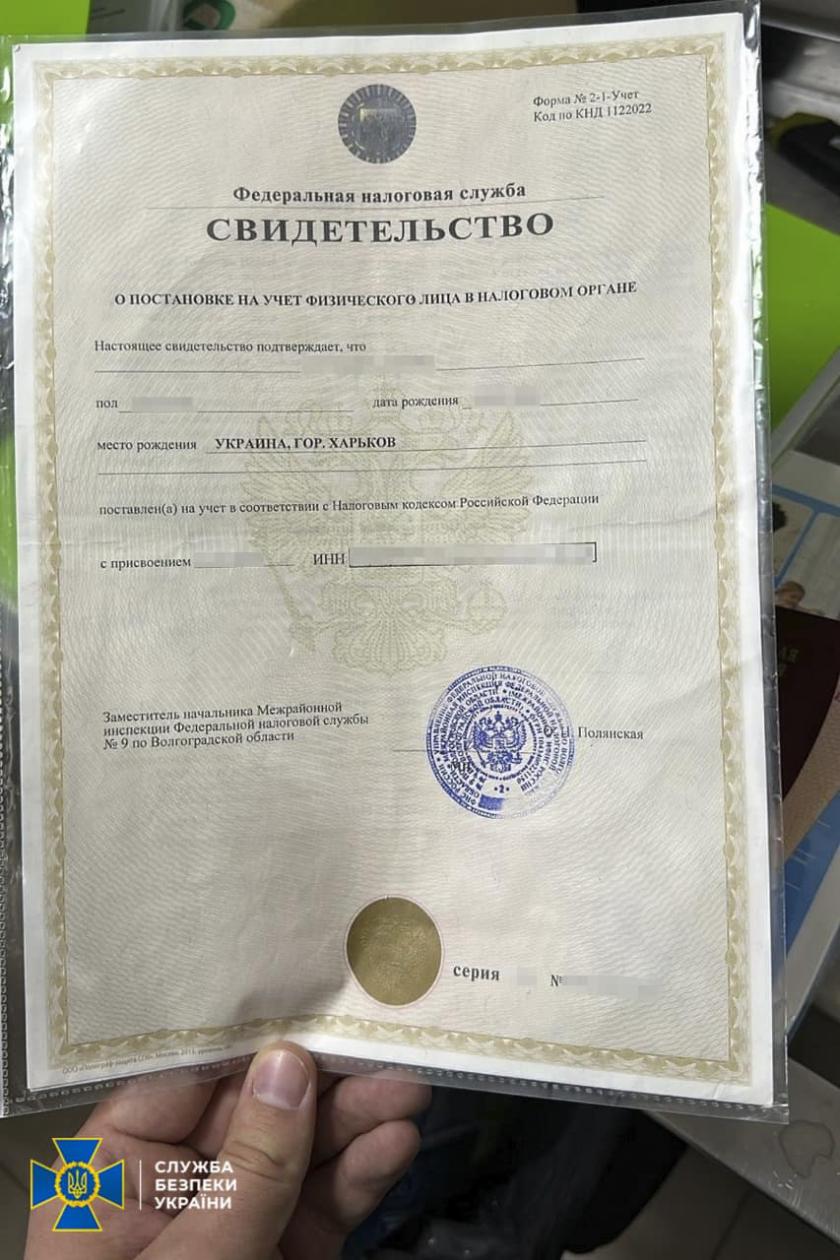 Форма № 2-1-Учет
Код по КНД 1122022
Федеральная налоговая служба
СВИДЕТЕЛЬСТВО
О ПОСТАНОВКЕ НА УЧЕТ ФИЗИЧЕСКОГО ЛИЦА В НАЛОГОВОМ ОРГАНЕ
Настоящее свидетельство подтверждает, что
пол дата рождения
место рождения УКРАИНА, ГОР. ХАРЬКОВ
поставлен(а) на учет в соответствии с Налоговым кодексом Российской Федерации
с присвоением ИНН
Заместитель начальника Межрайонной
инспекции Федеральной налоговой службы
№ 9 по Волгоградской области
Полянская
серия №
СЛУЖБА
БЕЗПЕКИ
УКРАЇНИ